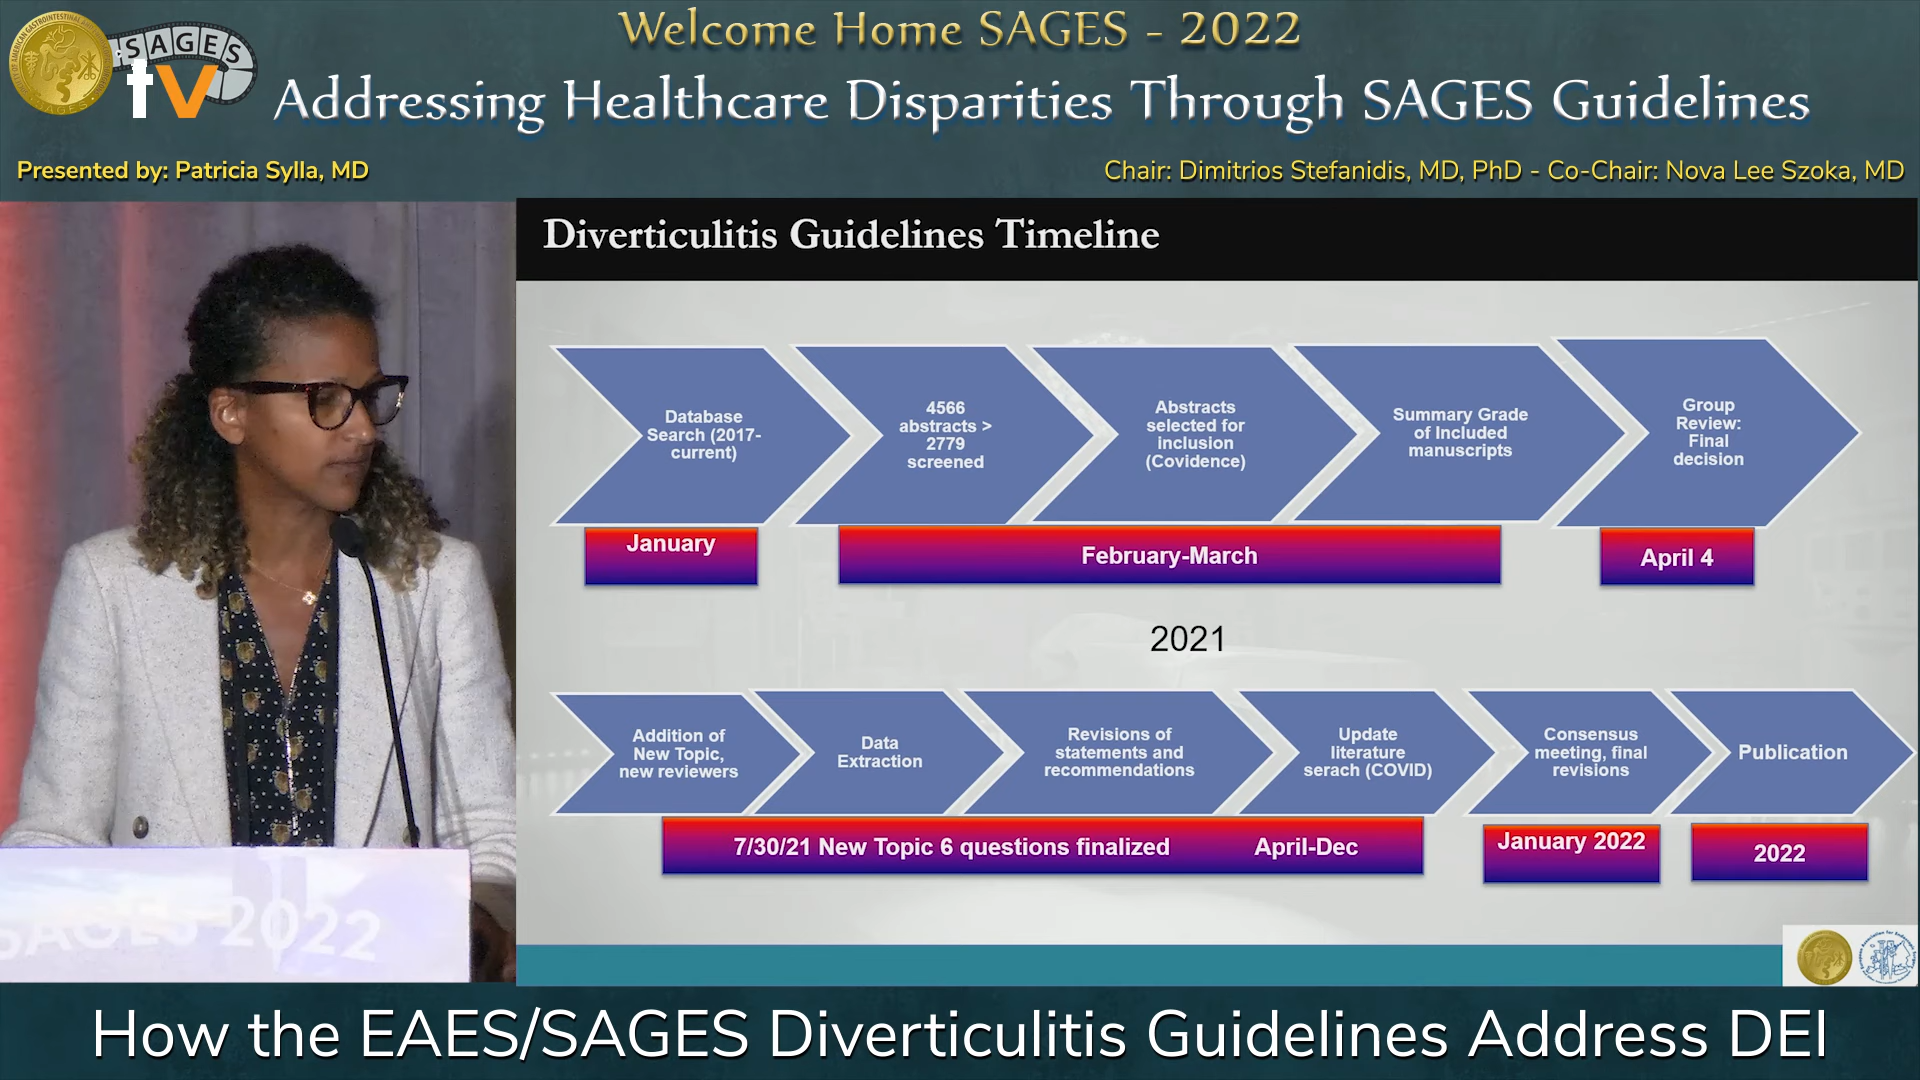 Welcome Home SAGES - 2022
SAGES
tv
Addressing Healthcare Disparities Through SAGES Guidelines
Presented by: Patricia Sylla, MD
Chair: Dimitrios Stefanidis, MD, PhD - Co-Chair: Nova Lee Szoka, MD
Diverticulitis Guidelines Timeline
Database
Search (2017-
current)
4566
abstracts >
2779
screened
Abstracts
selected for
inclusion
(Covidence)
Summary Grade
of Included
manuscripts
Group
Review:
Final
decision
January
February-March
April 4
2021
Addition of
New Topic,
new reviewers
Data
Extraction
Revisions of
statements and
recommendations
Update
literature
serach (COVID)
Consensus
meeting, final
revisions
Publication
7/30/21 New Topic 6 questions finalized April-Dec
January 2022
2022
SAGES 2022
How the EAES/SAGES Diverticulitis Guidelines Address DEI